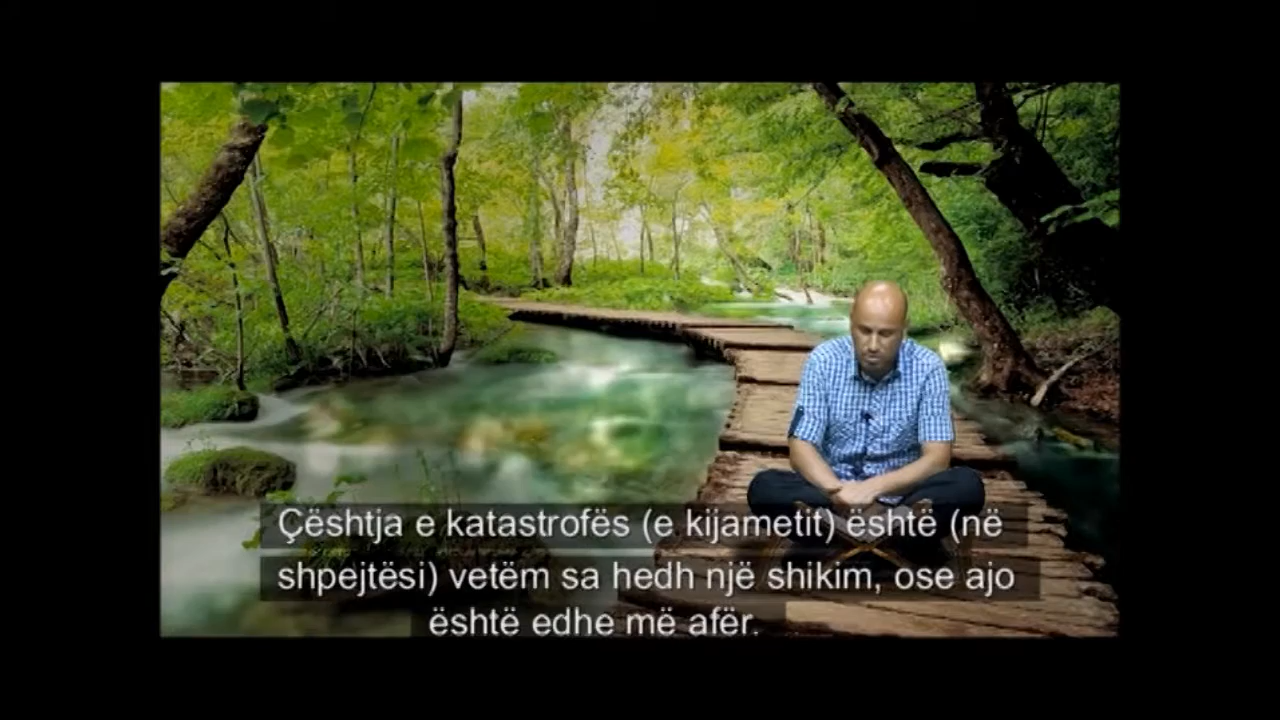 Çështja e katastrofës (e kijametit) është (në
shpejtësi) vetëm sa hedh një shikim, ose ajo
është edhe më afër.